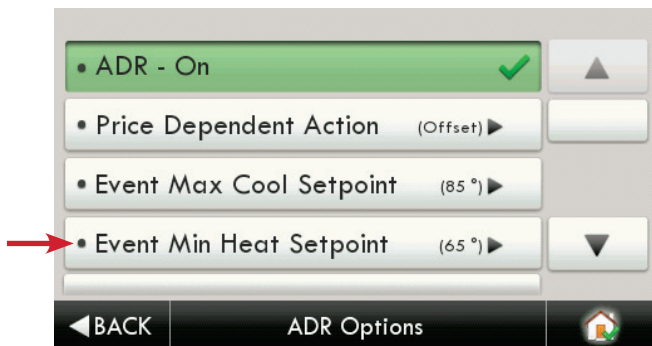 • ADR - On
• Price Dependent Action (Offset)
• Event Max Cool Setpoint (85 °)
• Event Min Heat Setpoint (65 °)
BACK ADR Options